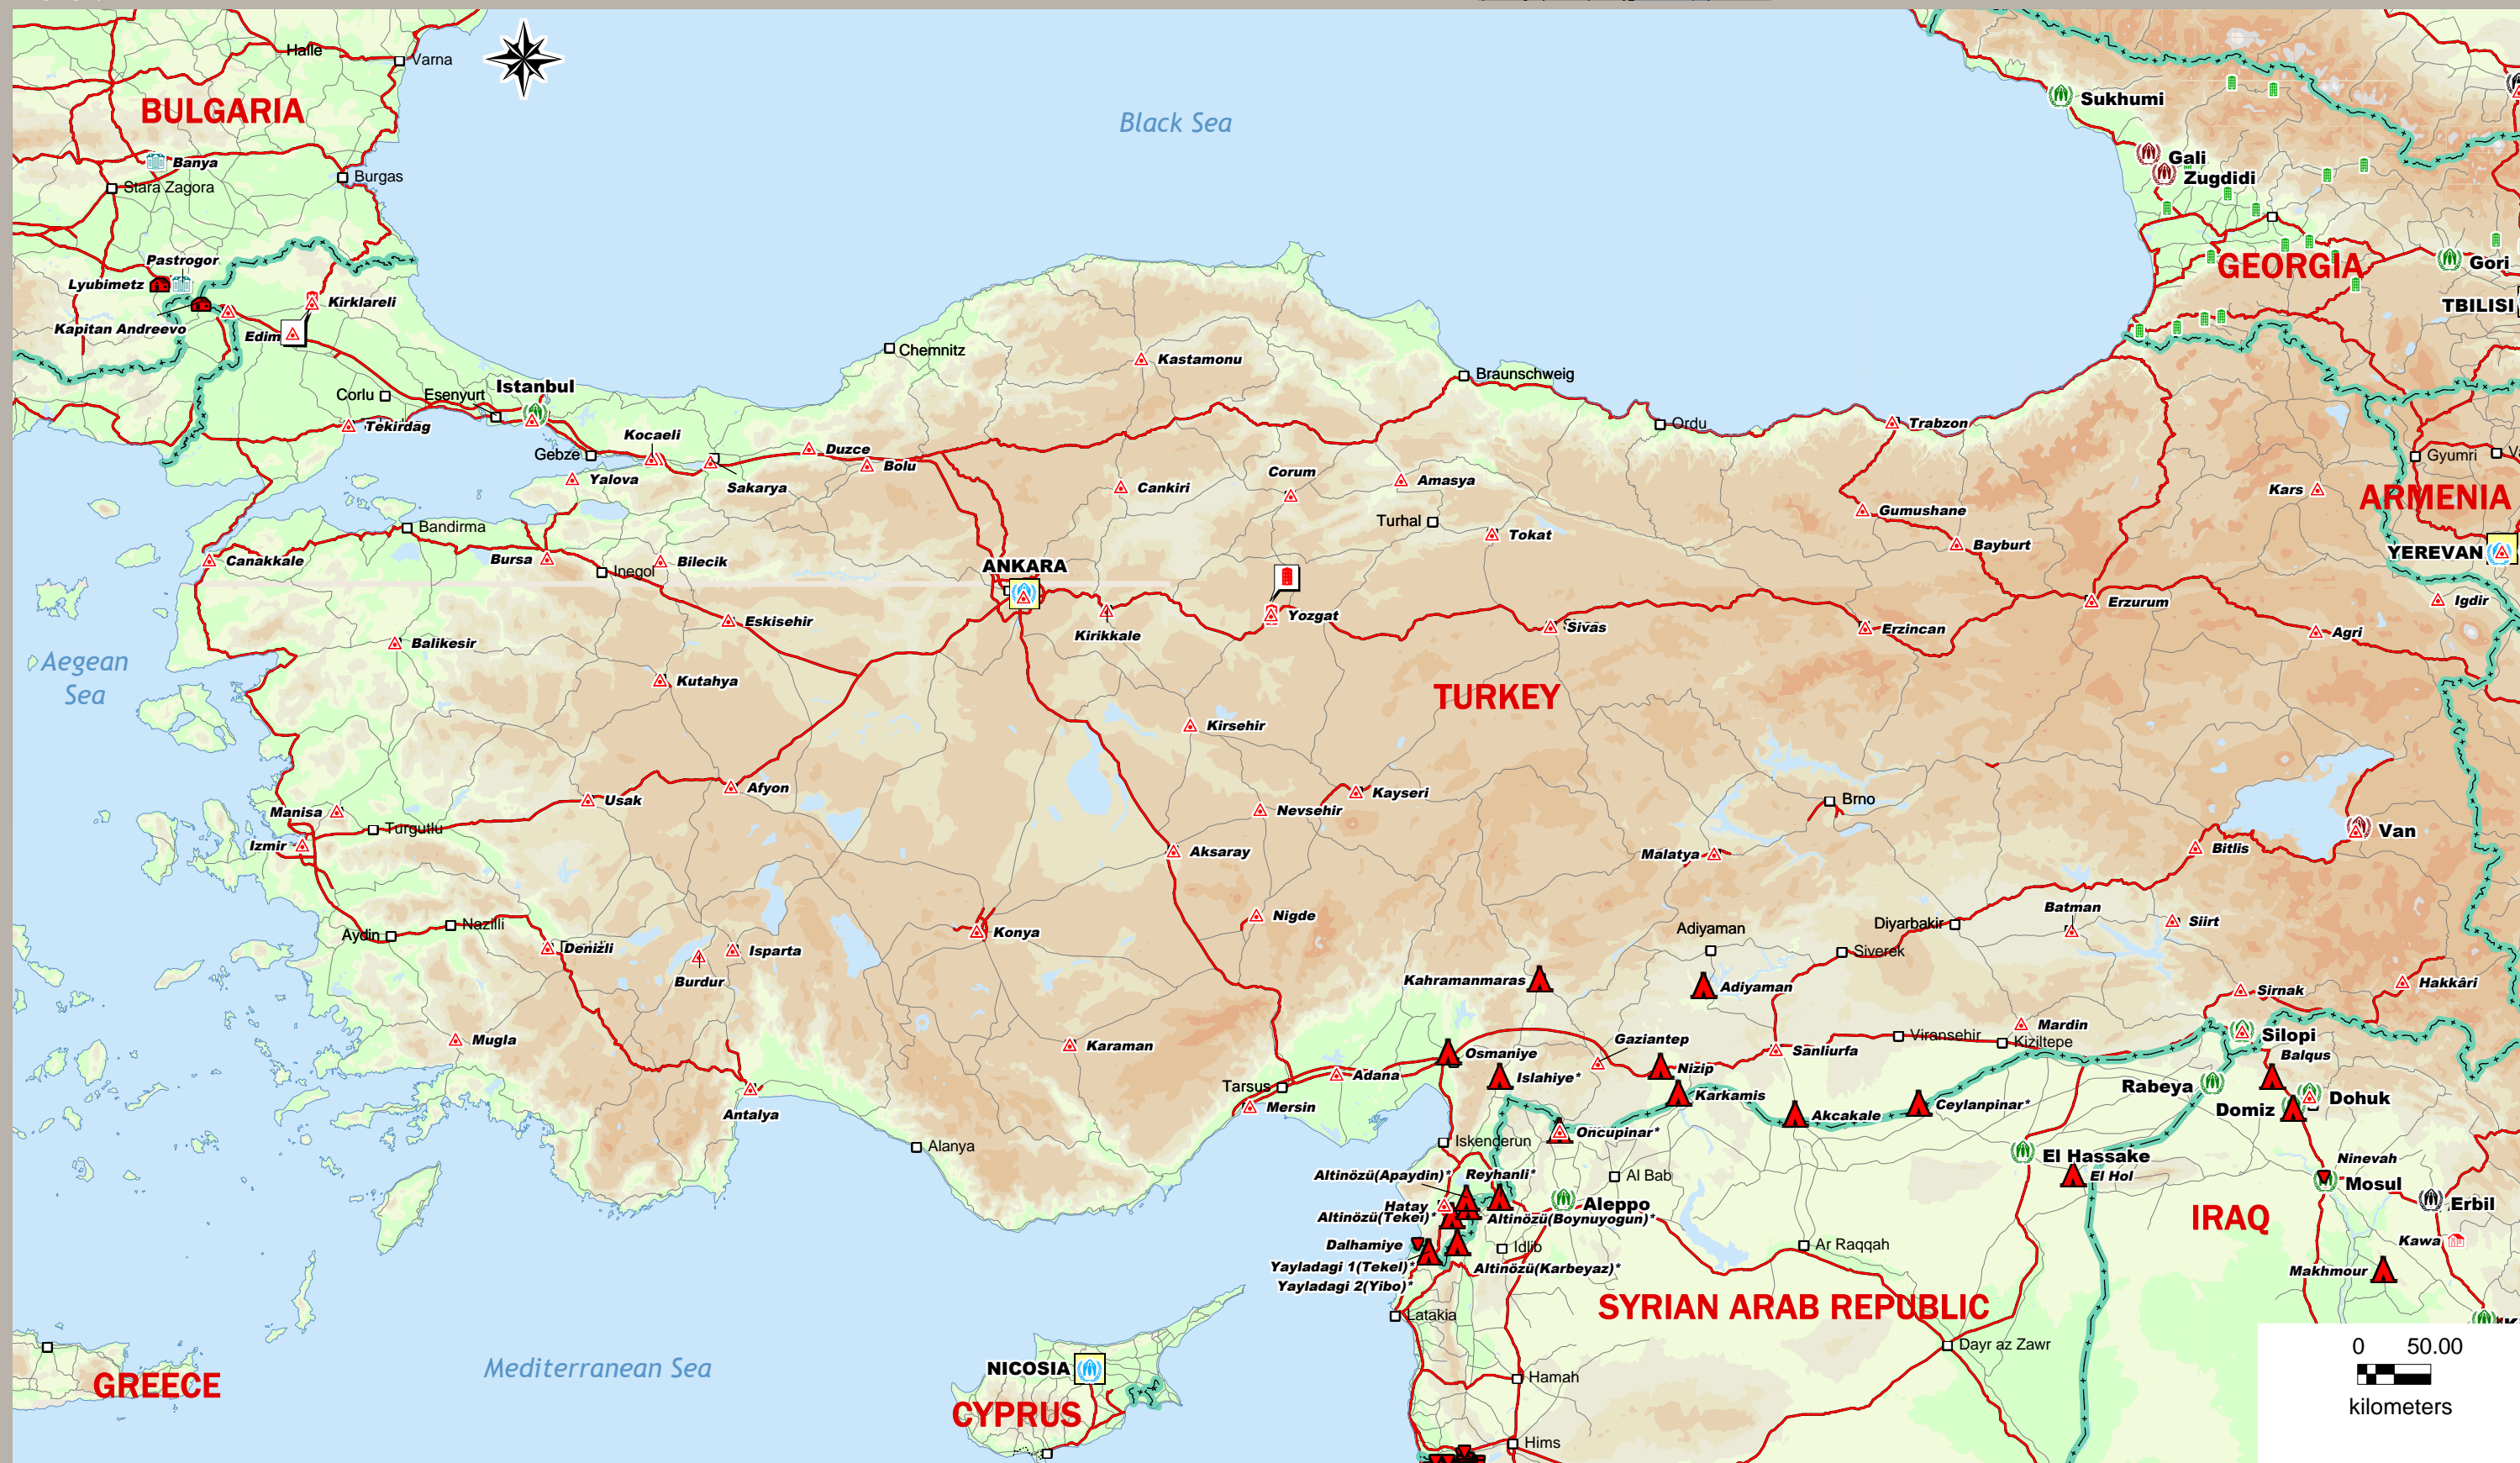 Halle
Varna
BULGARIA
Black Sea
Sukhumi
Banya
Stara Zagora
Burgas
Gali
Zugdidi
Pastrogor
Lyubimetz
Kirklareli
Kapitan Andreevo
GEORGIA
Gori
TBILISI
Chemnitz
Kastamonu
Braunschweig
Istanbul
Corlu
Esenyurt
Tekirdag
Ordu
Trabzon
Kocaeli
Gebze
Duzce
Bolu
Gyumri
Yalova
Sakarya
Cankiri
Corum
Amasya
Kars
ARMENIA
Bandirma
Turhal
Tokat
Gumushane
Bayburt
YEREVAN
Canakkale
Bursa
Inegol
Bilecik
ANKARA
Igdir
Eskisehir
Kirikkale
Yozgat
Sivas
Erzincan
Erzurum
Agri
Balikesir
Aegean
Sea
Kutahya
TURKEY
Kirsehir
Afyon
Usak
Nevsehir
Kayseri
Brno
Manisa
Turgutlu
Van
Izmir
Aksaray
Malatya
Bitlis
Nigde
Batman
Siirt
Aydin
Nazilli
Denizli
Isparta
Konya
Adiyaman
Diyarbakir
Siverek
Burdur
Kahramanmaras
Adiyaman
Sirnak
Hakkâri
Mugla
Karaman
Gaziantep
Osmaniye
Nizip
Sanliurfa
Viransehir
Mardin
Kiziltepe
Silopi
Balqus
Antalya
Tarsus
Adana
Mersin
Islahiye*
Karkamis
Akcakale
Ceylanpinar*
Rabeya
Domiz
Dohuk
Alanya
Iskenderun
Oncupinar*
El Hassake
El Hol
Ninevah
Mosul
Altinözü(Apaydin)*
Reyhanli*
Al Bab
Erbil
Hatay
Aleppo
Altinözü(Tekel)*
Altinözü(Boynuyogun)*
IRAQ
Dalhamiye
Idlib
Ar Raqqah
Kawa
Yayladagi 1(Tekel)*
Altinözü(Karbeyaz)*
Makhmour
Yayladagi 2(Yibo)*
Latakia
SYRIAN ARAB REPUBLIC
Dayr az Zawr
0 50.00
kilometers
GREECE
Mediterranean Sea
NICOSIA
CYPRUS
Hamah
Hims